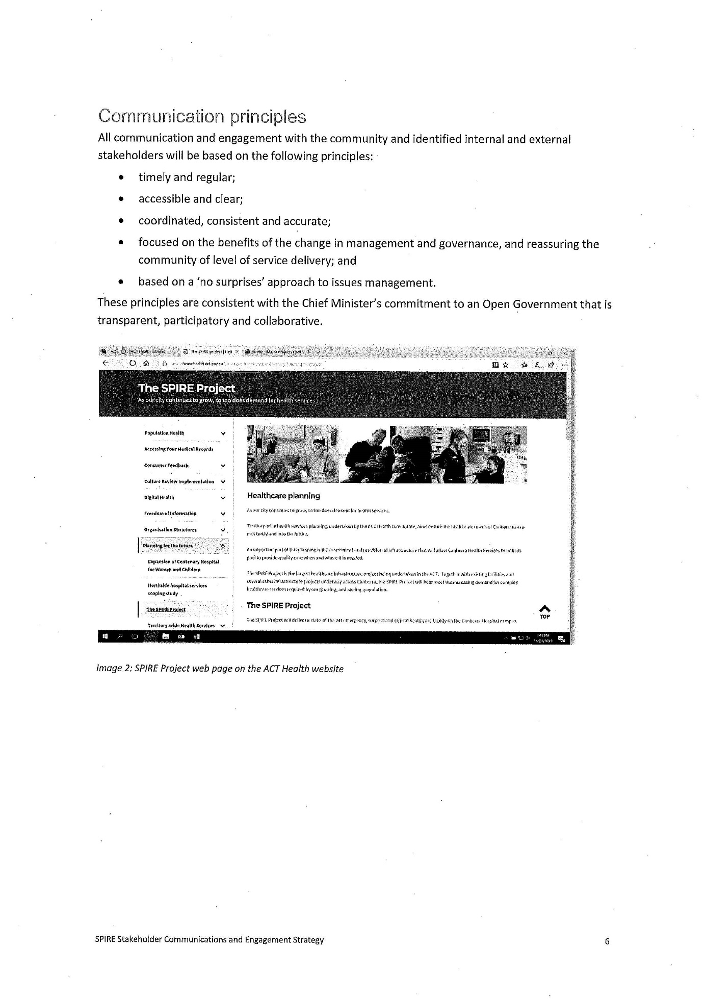 Communication principles
All communication and engagement with the community and identified internal and external
stakeholders will be based on the following principles:
• timely and regular;
• accessible and clear;
• coordinated, consistent and accurate;
• focused on the benefits of the change in management and governance, and reassuring the
community of level of service delivery; and
• based on a 'no surprises' approach to issues management.
These principles are consistent with the Chief Minister's commitment to an Open Government that is
transparent, participatory and collaborative.
The SPIRE project | Hea
The SPIRE Project
As our city continues to grow, so too does demand for health services.
Population Health
Accessing Your Medical Records
Consumer Feedback
Culture Review Implementation
Digital Health
Freedom of Information
Organisation Structures
Planning for the future
Expansion of Centenary Hospital
for Women and Children
Northside hospital services
scoping study
The SPIRE Project
Territory-wide Health Services
Healthcare planning
As our city continues to grow, so too does demand for health services.
Territory-wide health services planning, undertaken by the ACT Health Directorate, aims ensure the healthcare needs of Canberrans are
met today and into the future.
An important part of this planning is the assessment and provision of infrastructure that will allow Canberra Health Services to fulfil its
goal to provide quality care when and where it is needed.
The SPIRE Project is the largest healthcare infrastructure project being undertaken in the ACT. Together with existing facilities and
several other infrastructure projects underway across Canberra, the SPIRE Project will help meet the increasing demand for complex
healthcare services required by our growing, and ageing, population.
The SPIRE Project
The SPIRE Project will deliver a state of the art emergency, surgical and critical healthcare facility on the Canberra Hospital campus.
TOP
Image 2: SPIRE Project web page on the ACT Health website
SPIRE Stakeholder Communications and Engagement Strategy
6